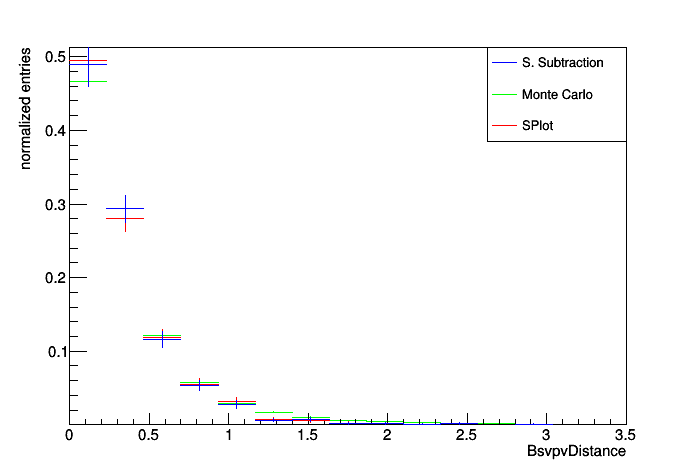 normalized entries
0.5
0.4
0.3
0.2
0.1
S. Subtraction
Monte Carlo
SPlot
0 0.5 1 1.5 2 2.5 3 3.5
BsvpvDistance